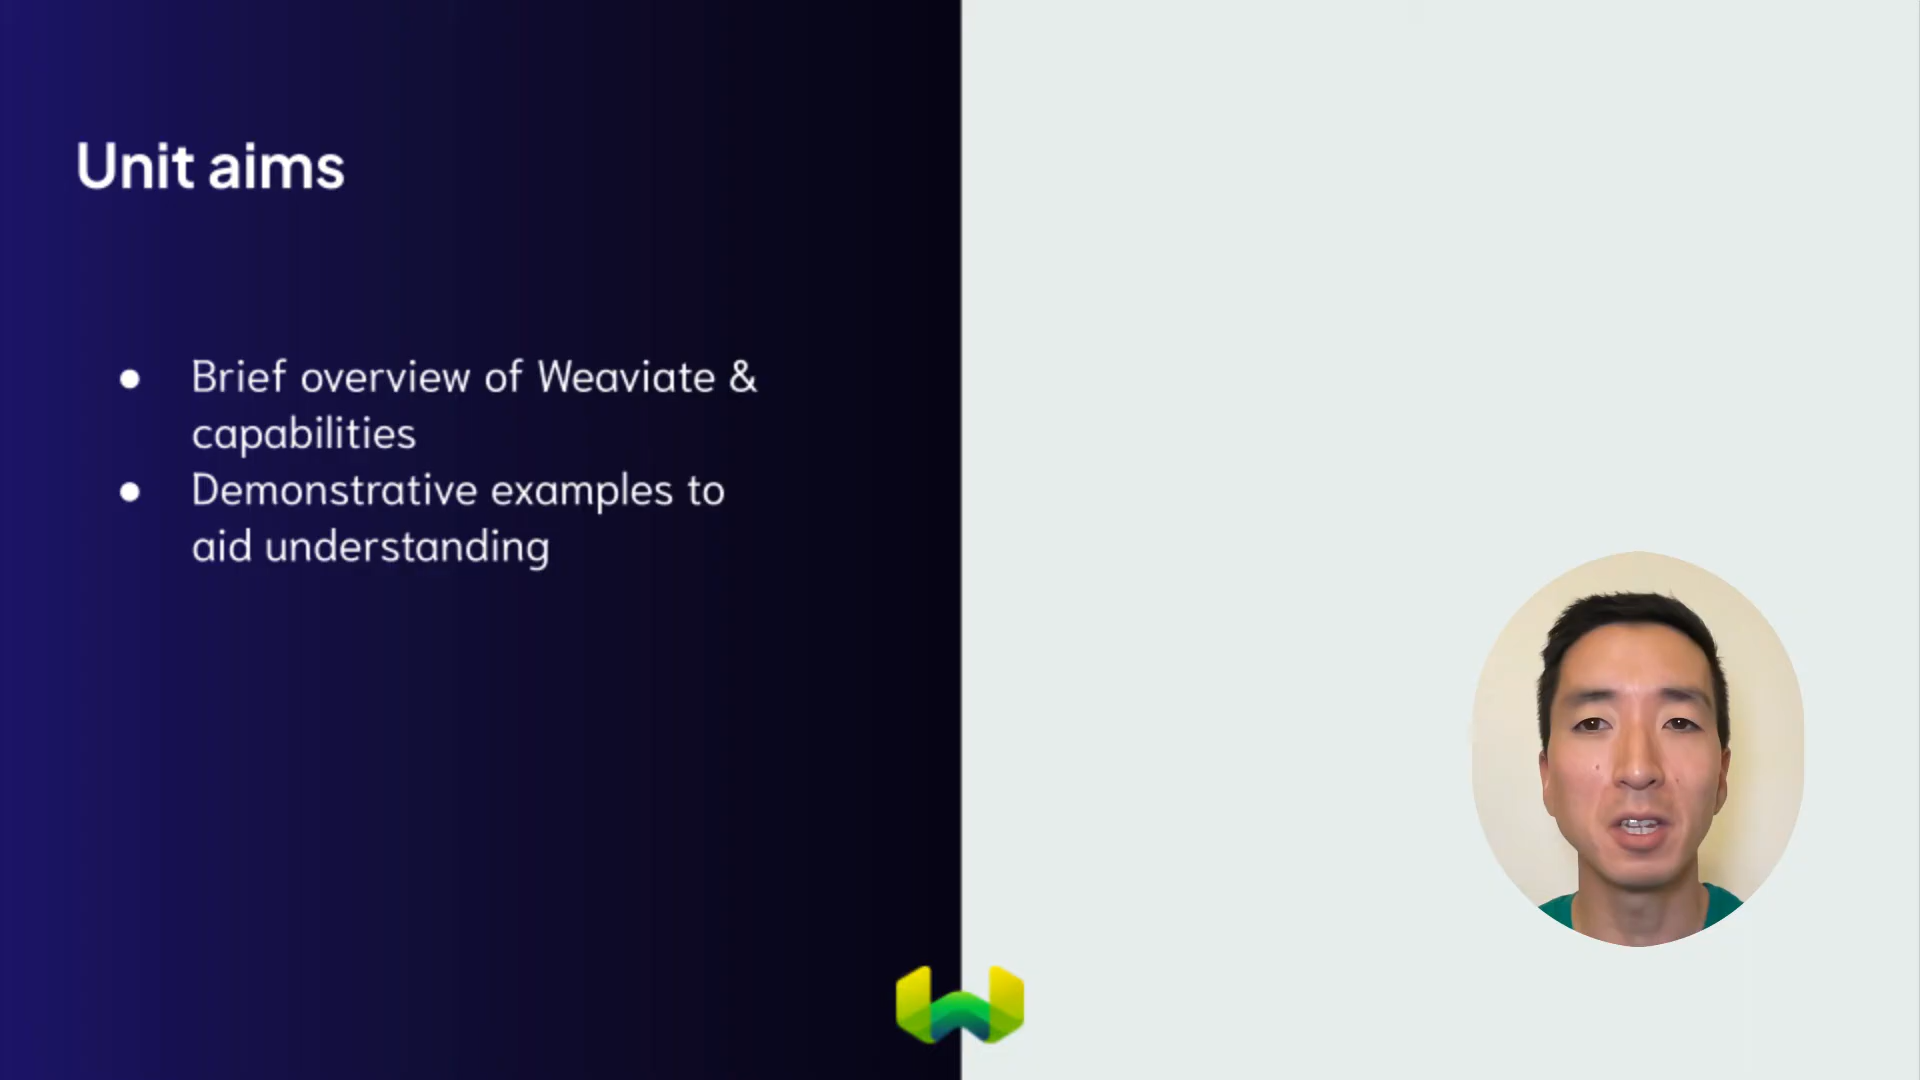 Unit aims
● Brief overview of Weaviate &
capabilities
● Demonstrative examples to
aid understanding